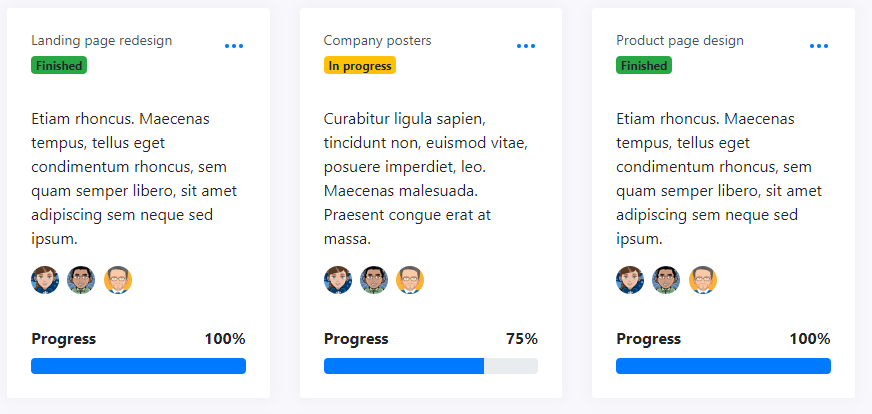 Landing page redesign
Finished
Etiam rhoncus. Maecenas
tempus, tellus eget
condimentum rhoncus, sem
quam semper libero, sit amet
adipiscing sem neque sed
ipsum.
Progress 100%
Company posters
In progress
Curabitur ligula sapien,
tincidunt non, euismod vitae,
posuere imperdiet, leo.
Maecenas malesuada.
Praesent congue erat at
massa.
Progress 75%
Product page design
Finished
Etiam rhoncus. Maecenas
tempus, tellus eget
condimentum rhoncus, sem
quam semper libero, sit amet
adipiscing sem neque sed
ipsum.
Progress 100%